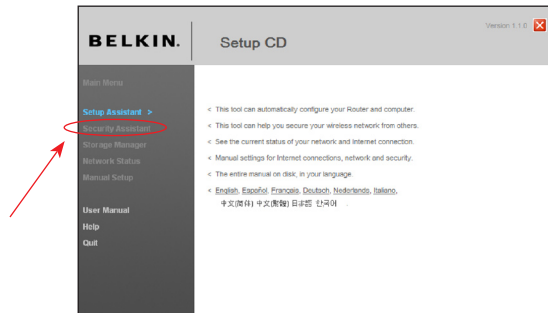 Version 1.1.0
BELKIN. Setup CD
Main Menu
Setup Assistant >
Security Assistant
Storage Manager
Network Status
Manual Setup
User Manual
Help
Quit
< This tool can automatically configure your Router and computer.
< This tool can help you secure your wireless network from others.
< See the current status of your network and Internet connection.
< Manual settings for Internet connections, network and security.
< The entire manual on disk, in your language.
< English, Español, Français, Deutsch, Nederlands, Italiano,
中文(简体) 中文(繁體) 日本語 한국어